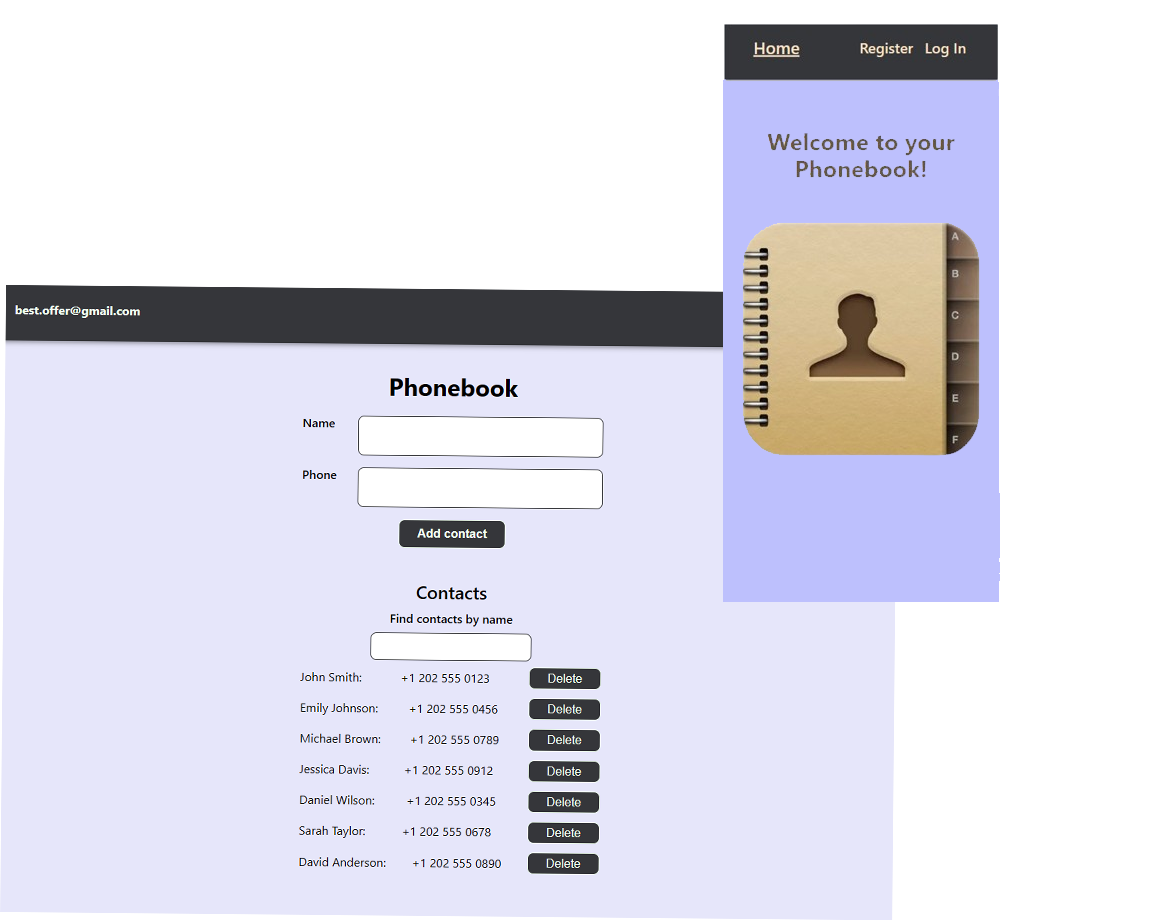 Home Register Log In
Welcome to your
Phonebook!
A
B
C
D
E
F
best.offer@gmail.com
Phonebook
Name
Phone
Add contact
Contacts
Find contacts by name
John Smith: +1 202 555 0123 Delete
Emily Johnson: +1 202 555 0456 Delete
Michael Brown: +1 202 555 0789 Delete
Jessica Davis: +1 202 555 0912 Delete
Daniel Wilson: +1 202 555 0345 Delete
Sarah Taylor: +1 202 555 0678 Delete
David Anderson: +1 202 555 0890 Delete